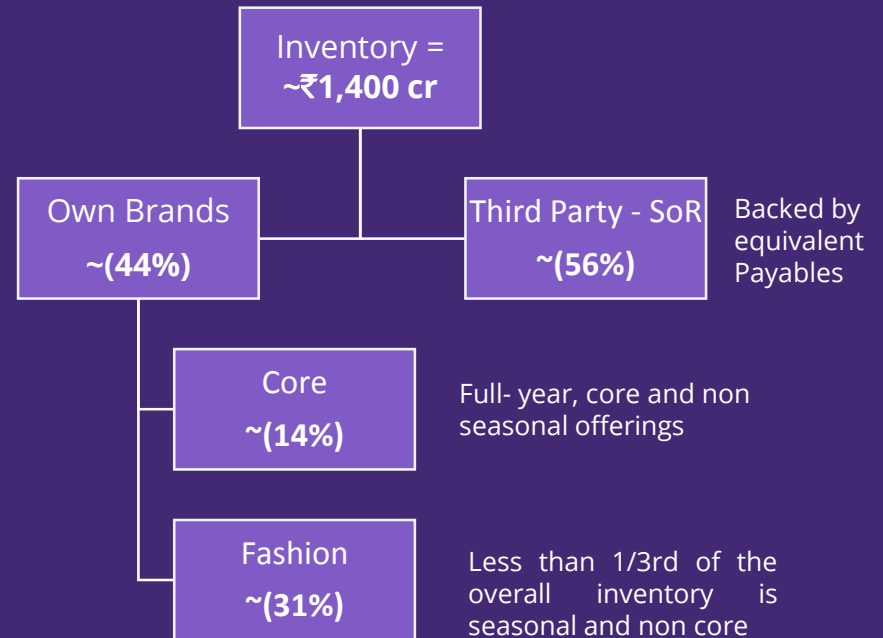 Inventory =
~₹1,400 cr
Own Brands
~(44%)
Third Party - SoR
~(56%)
Backed by
equivalent
Payables
Core
~(14%)
Full- year, core and non
seasonal offerings
Fashion
~(31%)
Less than 1/3rd of the
overall inventory is
seasonal and non core